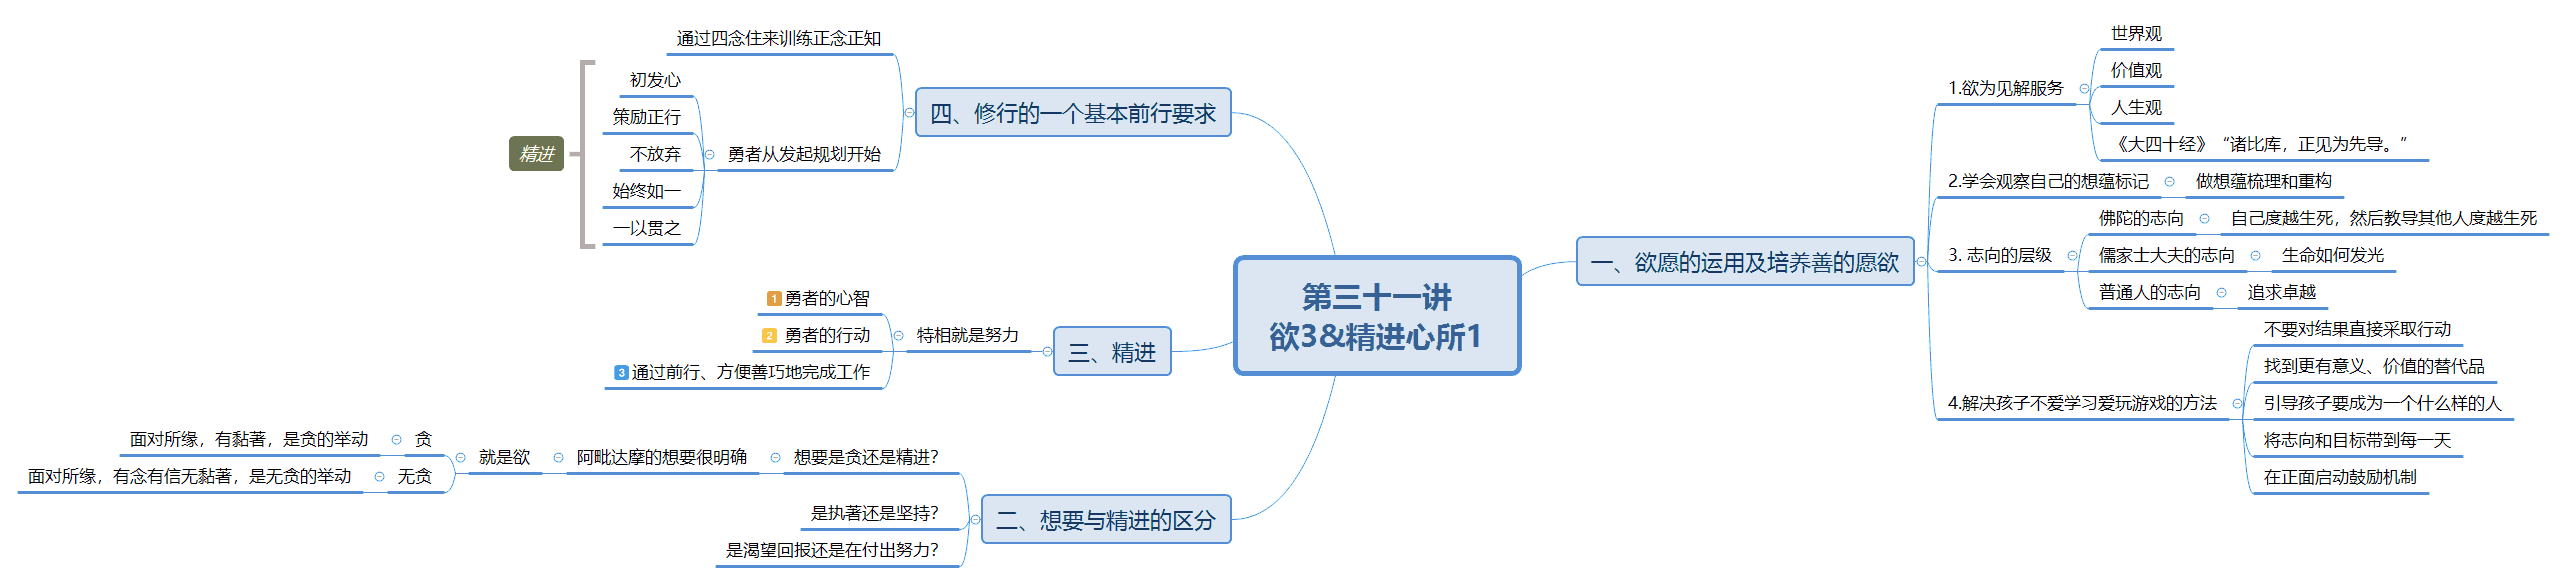 第三十一讲
欲3&精进心所1
一、欲愿的运用及培养善的愿欲
1.欲为见解服务
世界观
价值观
人生观
《大四十经》“诸比库，正见为先导。”
2.学会观察自己的想蕴标记
做想蕴梳理和重构
3. 志向的层级
佛陀的志向
自己度越生死，然后教导其他人度越生死
儒家士大夫的志向
生命如何发光
普通人的志向
追求卓越
4.解决孩子不爱学习爱玩游戏的方法
不要对结果直接采取行动
找到更有意义、价值的替代品
引导孩子要成为一个什么样的人
将志向和目标带到每一天
在正面启动鼓励机制
二、想要与精进的区分
想要是贪还是精进？
阿毗达摩的想要很明确
就是欲
贪
面对所缘，有黏著，是贪的举动
无贪
面对所缘，有念有信无黏著，是无贪的举动
是执著还是坚持？
是渴望回报还是在付出努力？
三、精进
特相就是努力
1 勇者的心智
2 勇者的行动
3 通过前行、方便善巧地完成工作
四、修行的一个基本前行要求
通过四念住来训练正念正知
勇者从发起规划开始
初发心
策励正行
不放弃
始终如一
一以贯之
精进